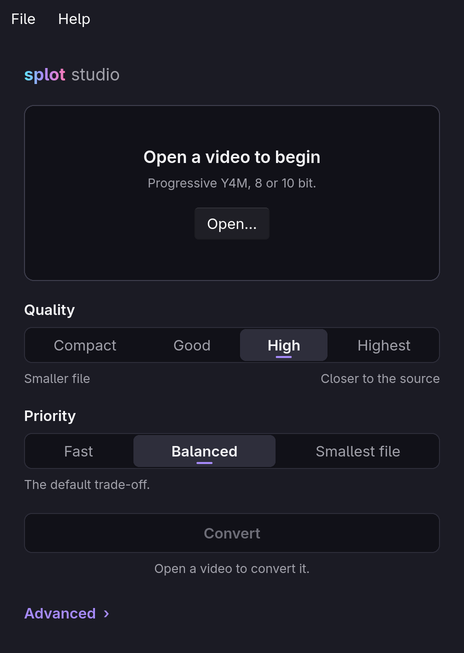 File Help
splot studio
Open a video to begin
Progressive Y4M, 8 or 10 bit.
Open...
Quality
Compact Good High Highest
Smaller file Closer to the source
Priority
Fast Balanced Smallest file
The default trade-off.
Convert
Open a video to convert it.
Advanced ›